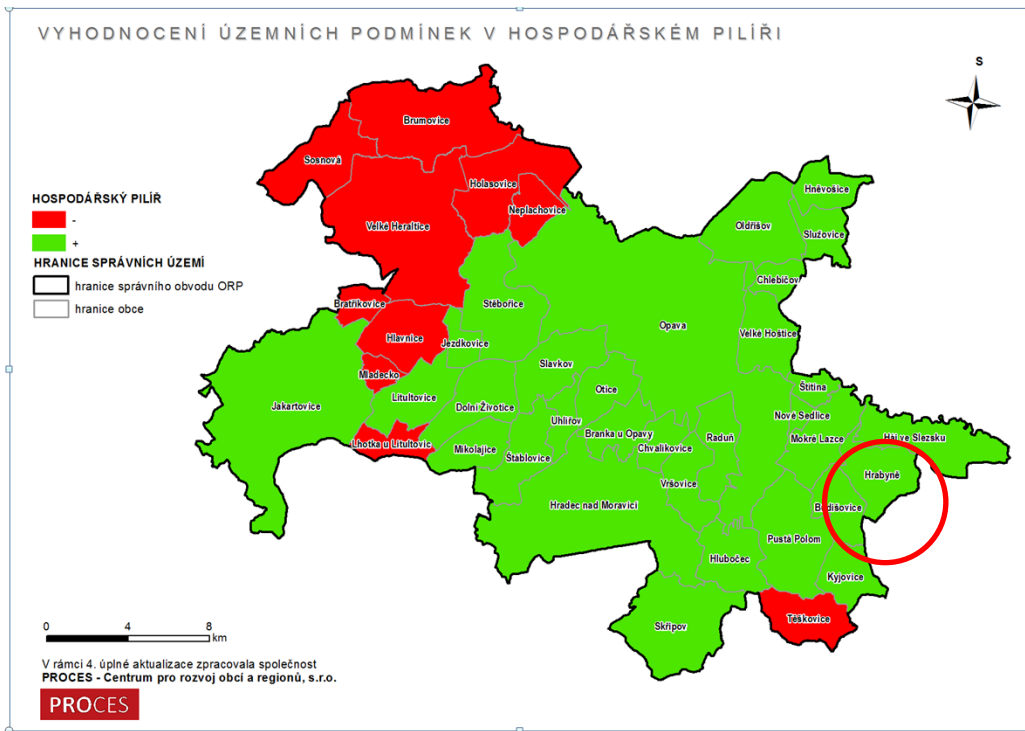 VYHODNOCENÍ ÚZEMNÍCH PODMÍNEK V HOSPODÁŘSKÉM PILÍŘI
S
HOSPODÁŘSKÝ PILÍŘ
-
+
HRANICE SPRÁVNÍCH ÚZEMÍ
hranice správního obvodu ORP
hranice obce
Brumovice
Sosnová
Holasovice
Neplachovice
Velké Heraltice
Hněvošice
Oldřišov
Služovice
Chlebičov
Bratříkovice
Stěbořice
Opava
Velké Hoštice
Hlavnice
Jezdkovice
Slavkov
Mladecko
Litultovice
Otice
Štítina
Jakartovice
Dolní Životice
Nové Sedlice
Uhlířov
Branka u Opavy
Raduň
Mokré Lazce
Háj ve Slezsku
Lhotka u Litultovic
Mikolajice
Štáblovice
Chvalíkovice
Hrabyně
Vršovice
Hradec nad Moravicí
Budišovice
Pustá Polom
Hlubočec
Kyjovice
Těškovice
Skřipov
0 4 8
km
V rámci 4. úplné aktualizace zpracovala společnost
PROCES - Centrum pro rozvoj obcí a regionů, s.r.o.
PROCES